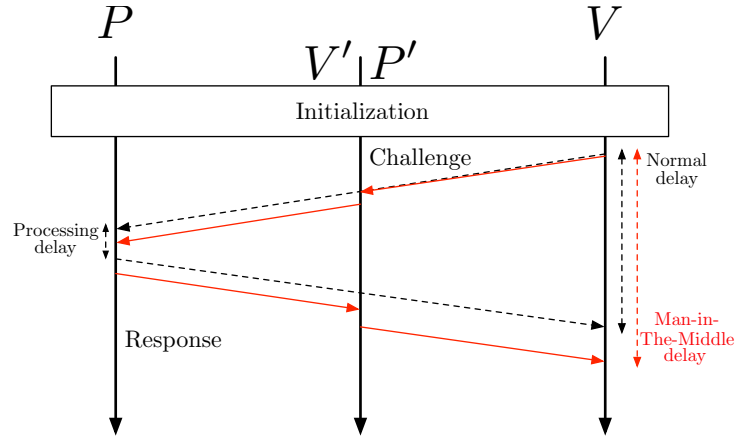 P
V′ P′
V
Initialization
Challenge
Normal
delay
Processing
delay
Response
Man-in-
The-Middle
delay